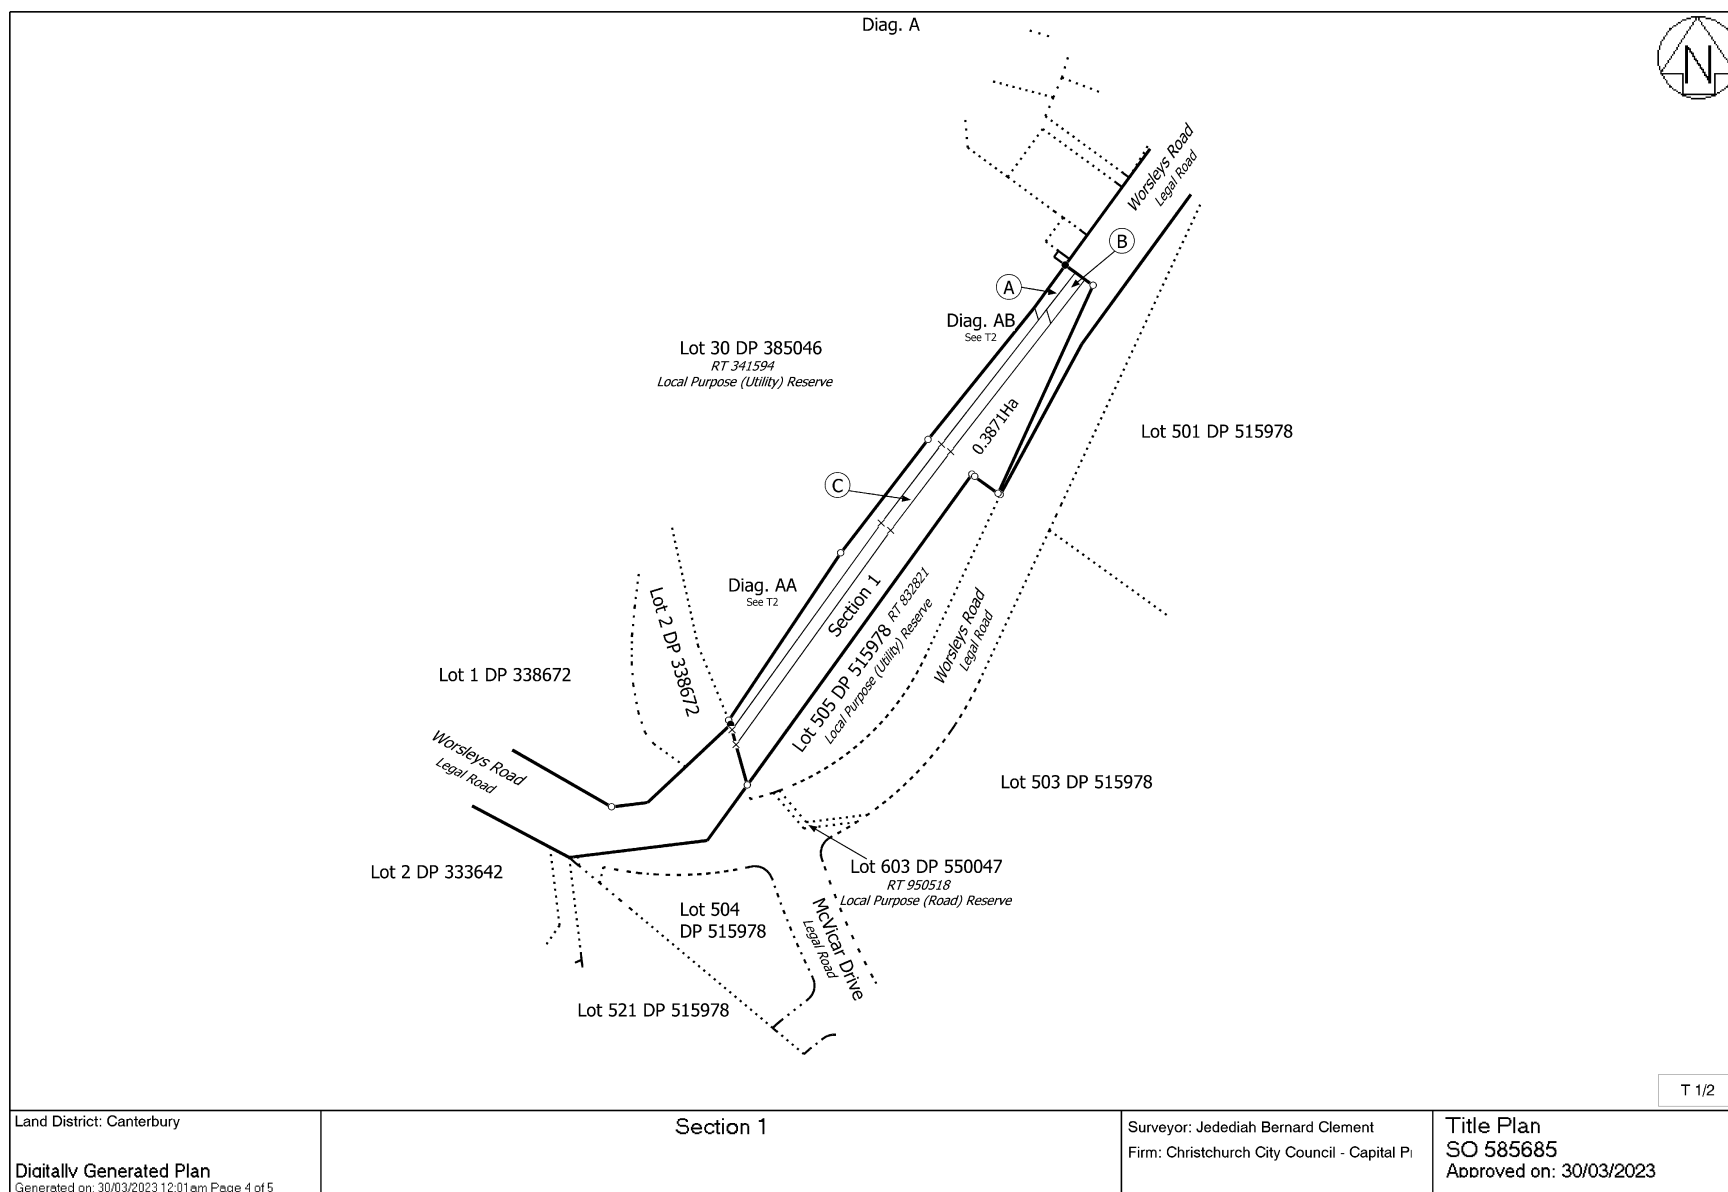 Diag. A
N
Worsleys Road
Legal Road
B
A
Diag. AB
See T2
Lot 30 DP 385046
RT 341594
Local Purpose (Utility) Reserve
0.3871Ha
Lot 501 DP 515978
C
Diag. AA
See T2
Section 1
Lot 2 DP 338672
Lot 505 DP 515978 RT 832821
Local Purpose (Utility) Reserve
Worsleys Road
Legal Road
Lot 1 DP 338672
Worsleys Road
Legal Road
Lot 503 DP 515978
Lot 2 DP 333642
Lot 603 DP 550047
RT 950518
Local Purpose (Road) Reserve
Lot 504
DP 515978
McVicar Drive
Legal Road
Lot 521 DP 515978
T 1/2
Land District: Canterbury
Digitally Generated Plan
Generated on: 30/03/2023 12:01am Page 4 of 5
Section 1
Surveyor: Jedediah Bernard Clement
Firm: Christchurch City Council - Capital P
Title Plan
SO 585685
Approved on: 30/03/2023